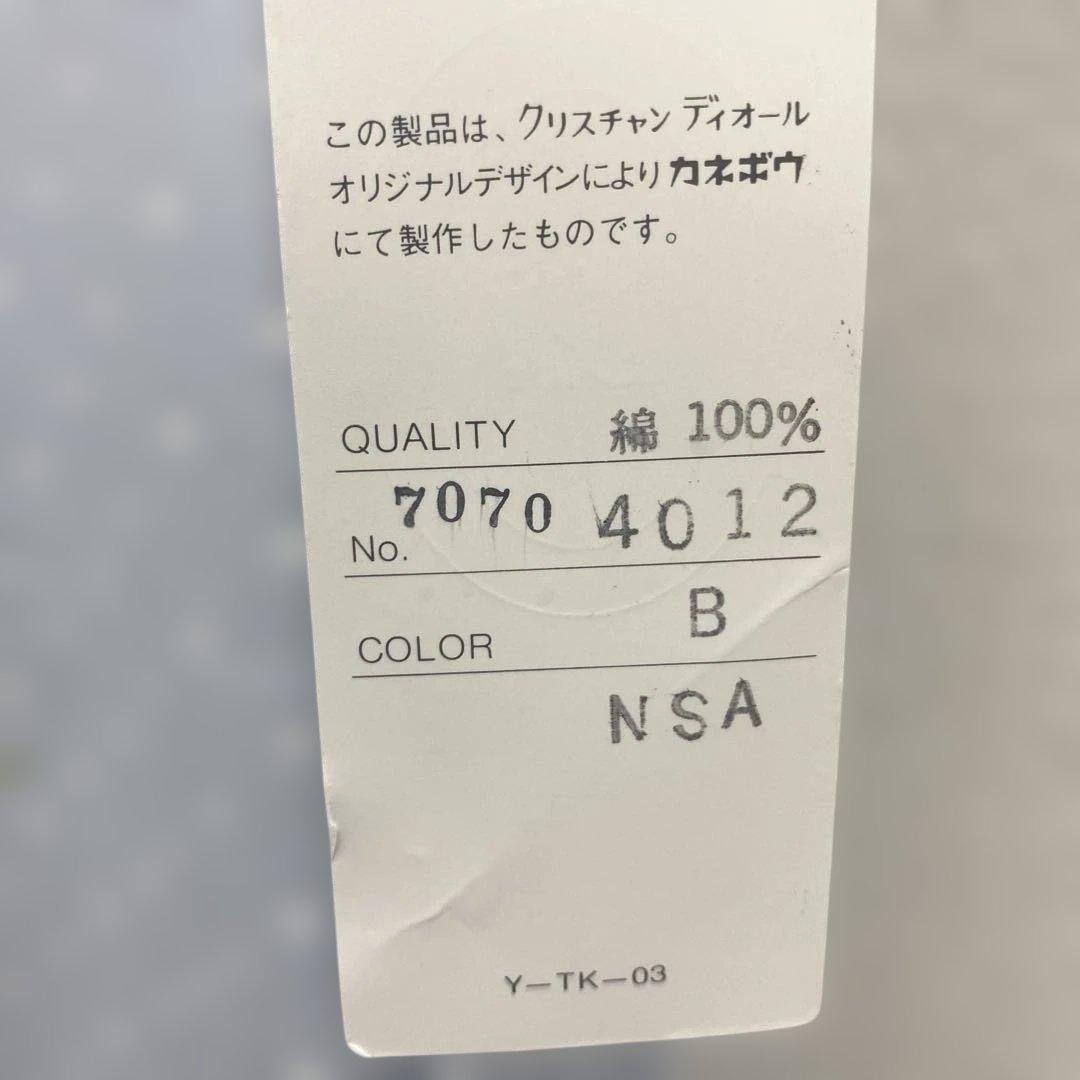 この製品は、クリスチャン ディオール
オリジナルデザインによりカネボウ
にて製作したものです。
QUALITY 綿 100%
No. 7070 4012
COLOR B
NSA
Y-TK-03